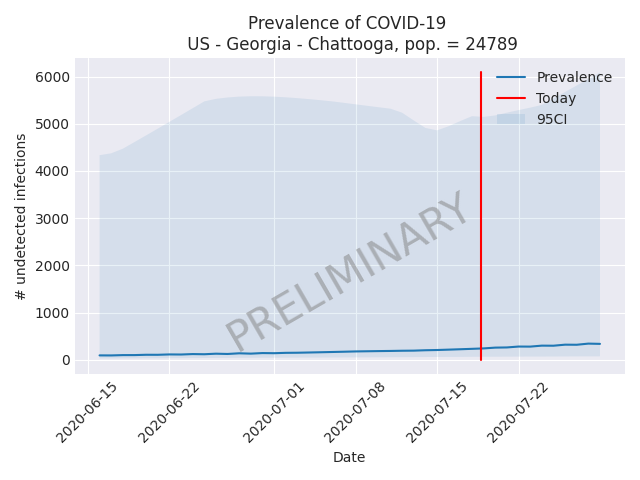 Prevalence of COVID-19
US - Georgia - Chattooga, pop. = 24789
# undetected infections
6000
5000
4000
3000
2000
1000
0
Prevalence
Today
95CI
PRELIMINARY
2020-06-15
2020-06-22
2020-07-01
2020-07-08
2020-07-15
2020-07-22
Date